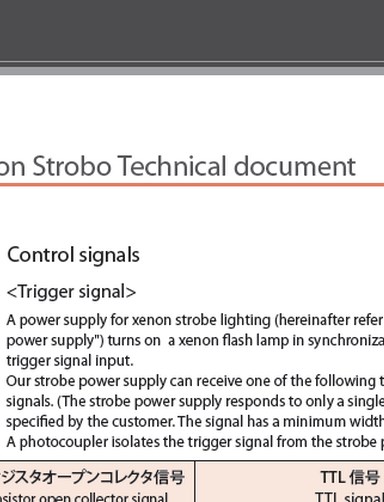 on Strobo Technical document
Control signals
<Trigger signal>
A power supply for xenon strobe lighting (hereinafter refer
power supply") turns on a xenon flash lamp in synchroniza
trigger signal input.
Our strobe power supply can receive one of the following t
signals. (The strobe power supply responds to only a single
specified by the customer. The signal has a minimum width
A photocoupler isolates the trigger signal from the strobe p
ジスタオープンコレクタ信号 TTL 信号
nsistor open collector signal TTL signal